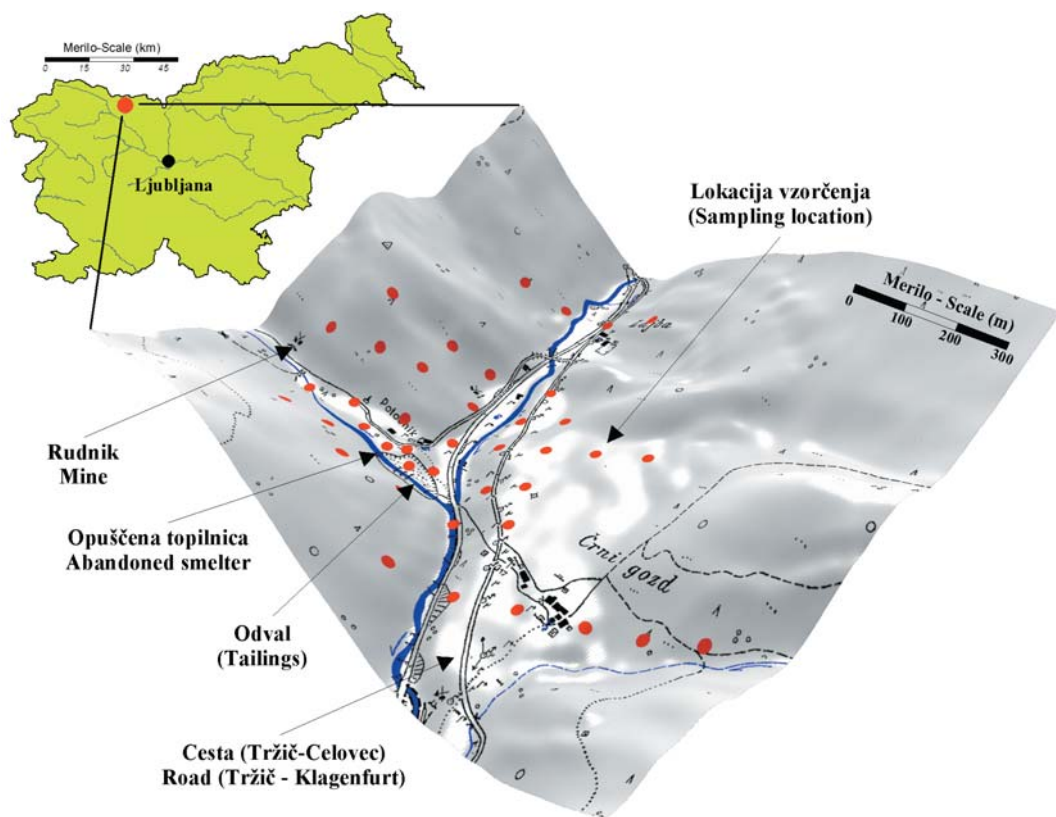 Merilo-Scale (km)
0 15 30 45
Ljubljana
Lokacija vzorčenja
(Sampling location)
Merilo - Scale (m)
0 100 200 300
Potočnik
Rudnik
Mine
Opuščena topilnica
Abandoned smelter
Črni gozd
Odval
(Tailings)
Cesta (Tržič-Celovec)
Road (Tržič - Klagenfurt)